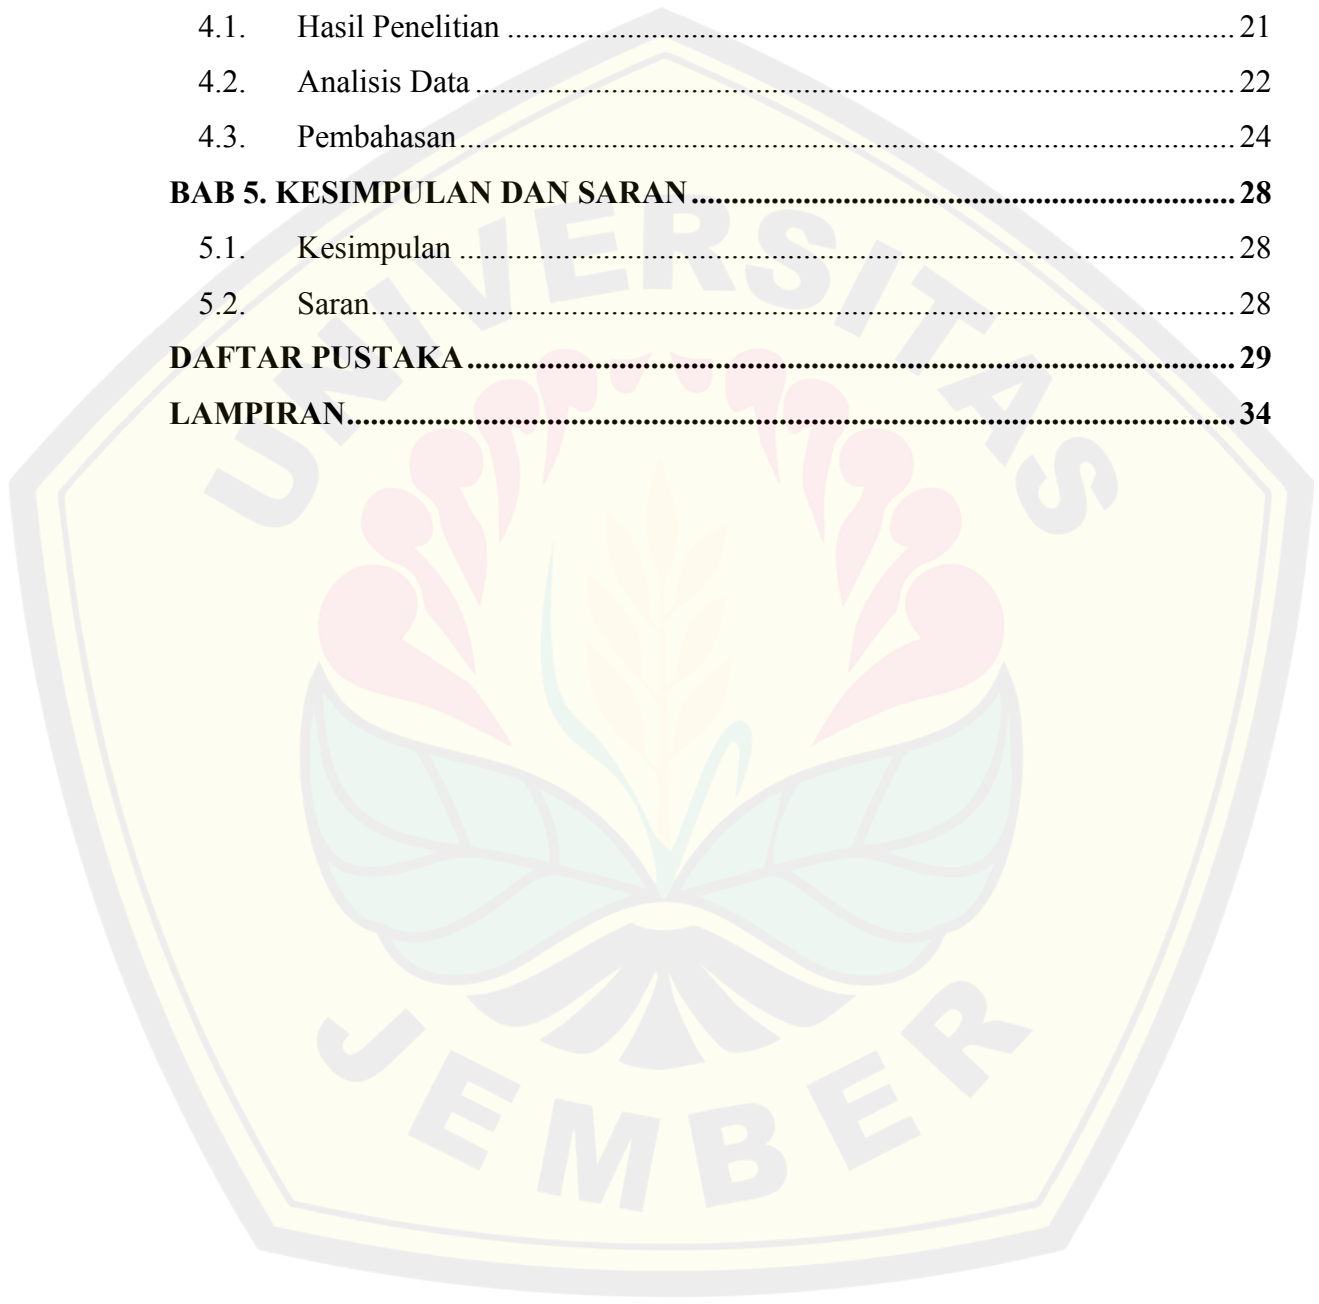 4.1. Hasil Penelitian ........................................................................ 21
4.2. Analisis Data ........................................................................ 22
4.3. Pembahasan ........................................................................ 24
BAB 5. KESIMPULAN DAN SARAN ........................................................................ 28
5.1. Kesimpulan ........................................................................ 28
5.2. Saran ........................................................................ 28
DAFTAR PUSTAKA ........................................................................ 29
LAMPIRAN ........................................................................ 34
UNIVERSITAS
JEMBER